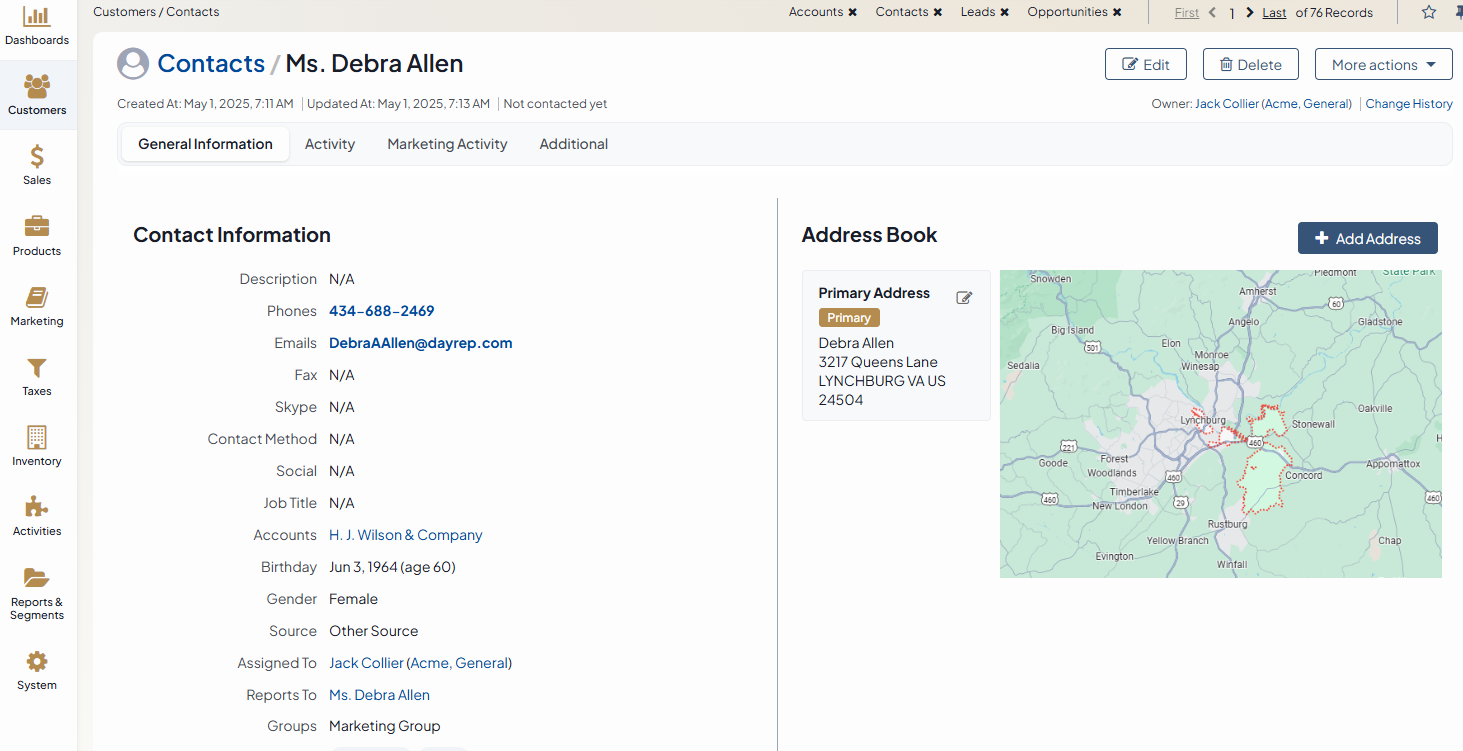 Dashboards
Customers
Sales
Products
Marketing
Taxes
Inventory
Activities
Reports &
Segments
System
Customers / Contacts
Accounts ✖ Contacts ✖ Leads ✖ Opportunities ✖
First < 1 > Last of 76 Records
Contacts / Ms. Debra Allen
Edit
Delete
More actions
Created At: May 1, 2025, 7:11 AM | Updated At: May 1, 2025, 7:13 AM | Not contacted yet
Owner: Jack Collier (Acme, General) | Change History
General Information Activity Marketing Activity Additional
Contact Information
Description N/A
Phones 434-688-2469
Emails DebraAAllen@dayrep.com
Fax N/A
Skype N/A
Contact Method N/A
Social N/A
Job Title N/A
Accounts H. J. Wilson & Company
Birthday Jun 3, 1964 (age 60)
Gender Female
Source Other Source
Assigned To Jack Collier (Acme, General)
Reports To Ms. Debra Allen
Groups Marketing Group
Address Book
+ Add Address
Primary Address
Primary
Debra Allen
3217 Queens Lane
LYNCHBURG VA US
24504
Snowden
Piedmont
State Park
Amherst
60
Big Island
Angelo
Gladstone
501
Elon
Monroe
Sedalia
Winesap
Oakville
Lynchburg
Stonewall
460
H
221
Goode
Forest
Woodlands
Appomattox
460
Concord
Timberlake
460
New London
29
460
Rustburg
Yellow Branch
Chap
Evington
Winfall